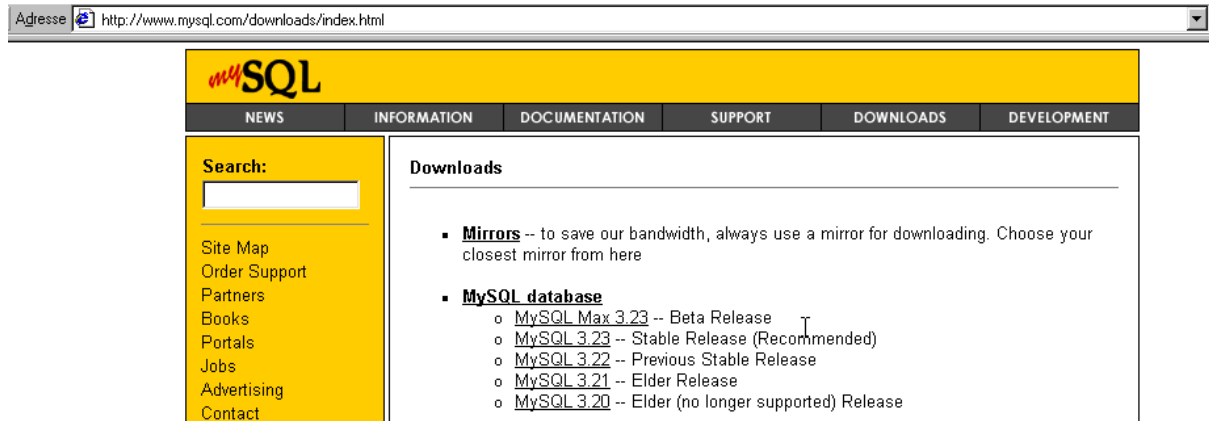 Adresse http://www.mysql.com/downloads/index.html
mySQL
NEWS INFORMATION DOCUMENTATION SUPPORT DOWNLOADS DEVELOPMENT
Search:
Site Map
Order Support
Partners
Books
Portals
Jobs
Advertising
Contact
Downloads
▪ Mirrors -- to save our bandwidth, always use a mirror for downloading. Choose your
closest mirror from here
▪ MySQL database
o MySQL Max 3.23 -- Beta Release
o MySQL 3.23 -- Stable Release (Recommended)
o MySQL 3.22 -- Previous Stable Release
o MySQL 3.21 -- Elder Release
o MySQL 3.20 -- Elder (no longer supported) Release